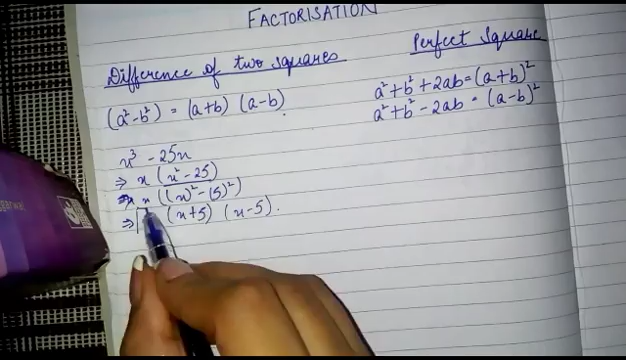 FACTORISATION
Difference of two squares
(a²-b²) = (a+b) (a-b)
x³ - 25x
⇒ x (x² - 25)
⇒ x ((x)² - (5)²)
⇒ (x+5) (x-5).
Perfect Square
a² + b² + 2ab = (a+b)²
a² + b² - 2ab = (a-b)²